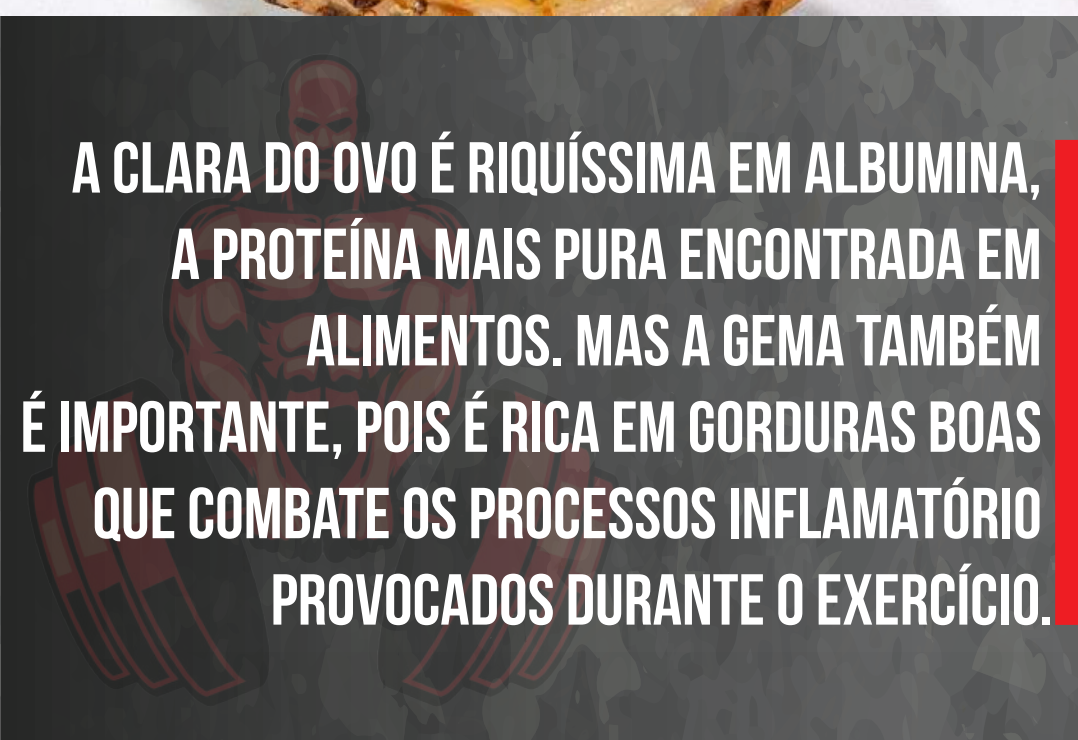 A CLARA DO OVO É RIQUÍSSIMA EM ALBUMINA,
A PROTEÍNA MAIS PURA ENCONTRADA EM
ALIMENTOS. MAS A GEMA TAMBÉM
É IMPORTANTE, POIS É RICA EM GORDURAS BOAS
QUE COMBATE OS PROCESSOS INFLAMATÓRIO
PROVOCADOS DURANTE O EXERCÍCIO.